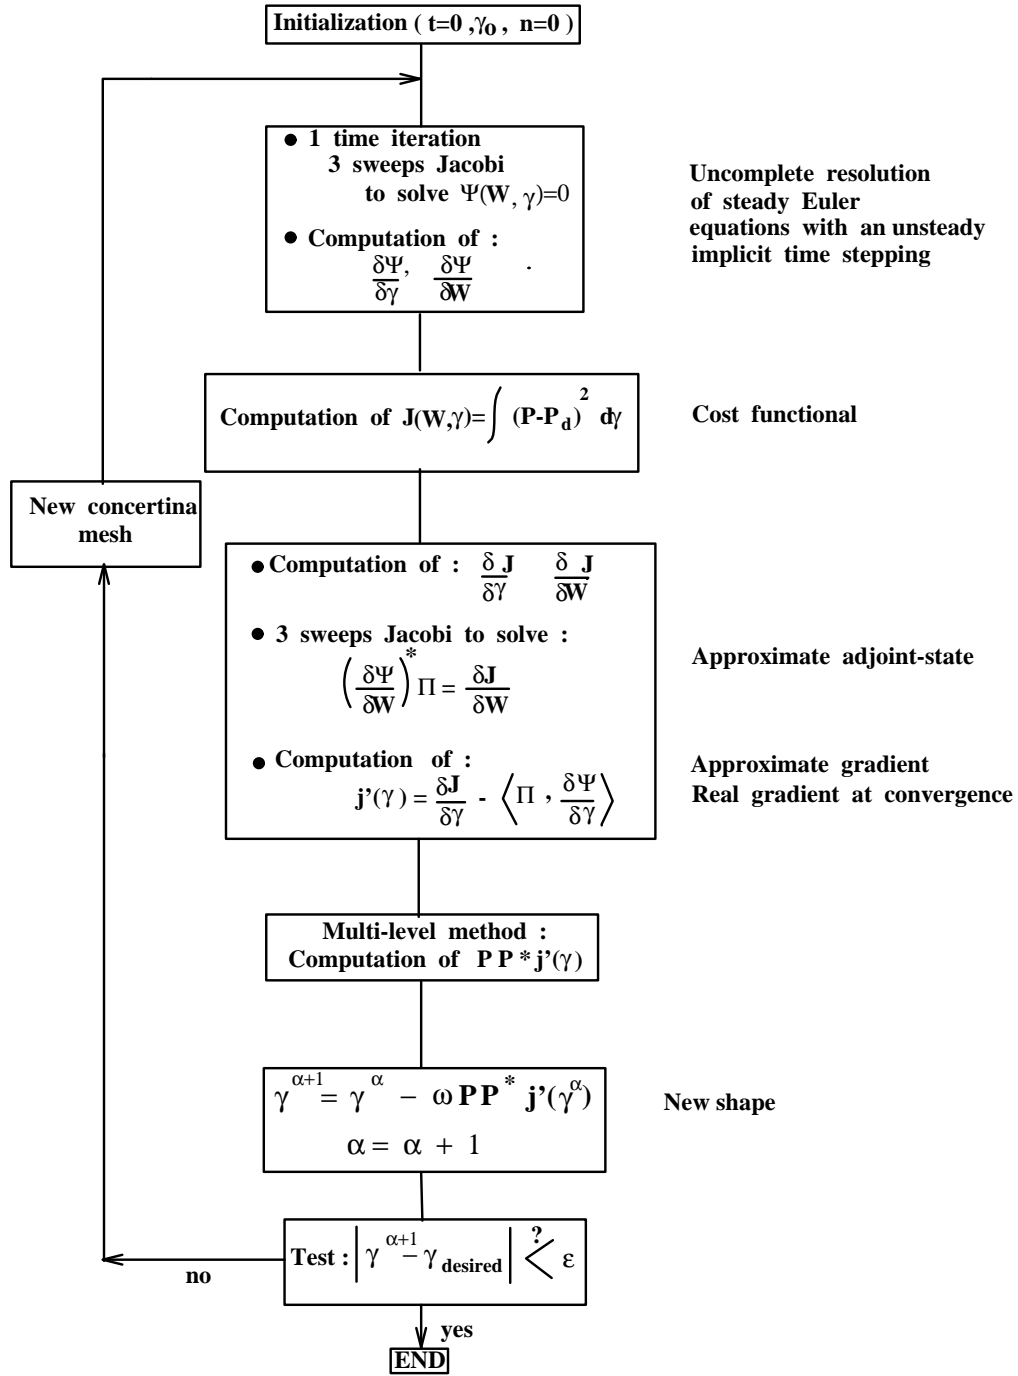 Initialization ( t=0 ,γo , n=0 )
● 1 time iteration
3 sweeps Jacobi
to solve Ψ(W, γ)=0
● Computation of :
δΨ/δγ, δΨ/δW .
Uncomplete resolution
of steady Euler
equations with an unsteady
implicit time stepping
Computation of J(W,γ)=∫ (P-Pd)² dγ
Cost functional
New concertina
mesh
● Computation of : δJ/δγ δJ/δW
● 3 sweeps Jacobi to solve :
(δΨ/δW)* Π = δJ/δW
Approximate adjoint-state
● Computation of :
j’(γ) = δJ/δγ - ⟨Π , δΨ/δγ⟩
Approximate gradient
Real gradient at convergence
Multi-level method :
Computation of P P * j’(γ)
γ^α+1 = γ^α − ω P P* j’(γ^α)
α = α + 1
New shape
Test : | γ^α+1 − γ desired | <? ε
no
yes
END